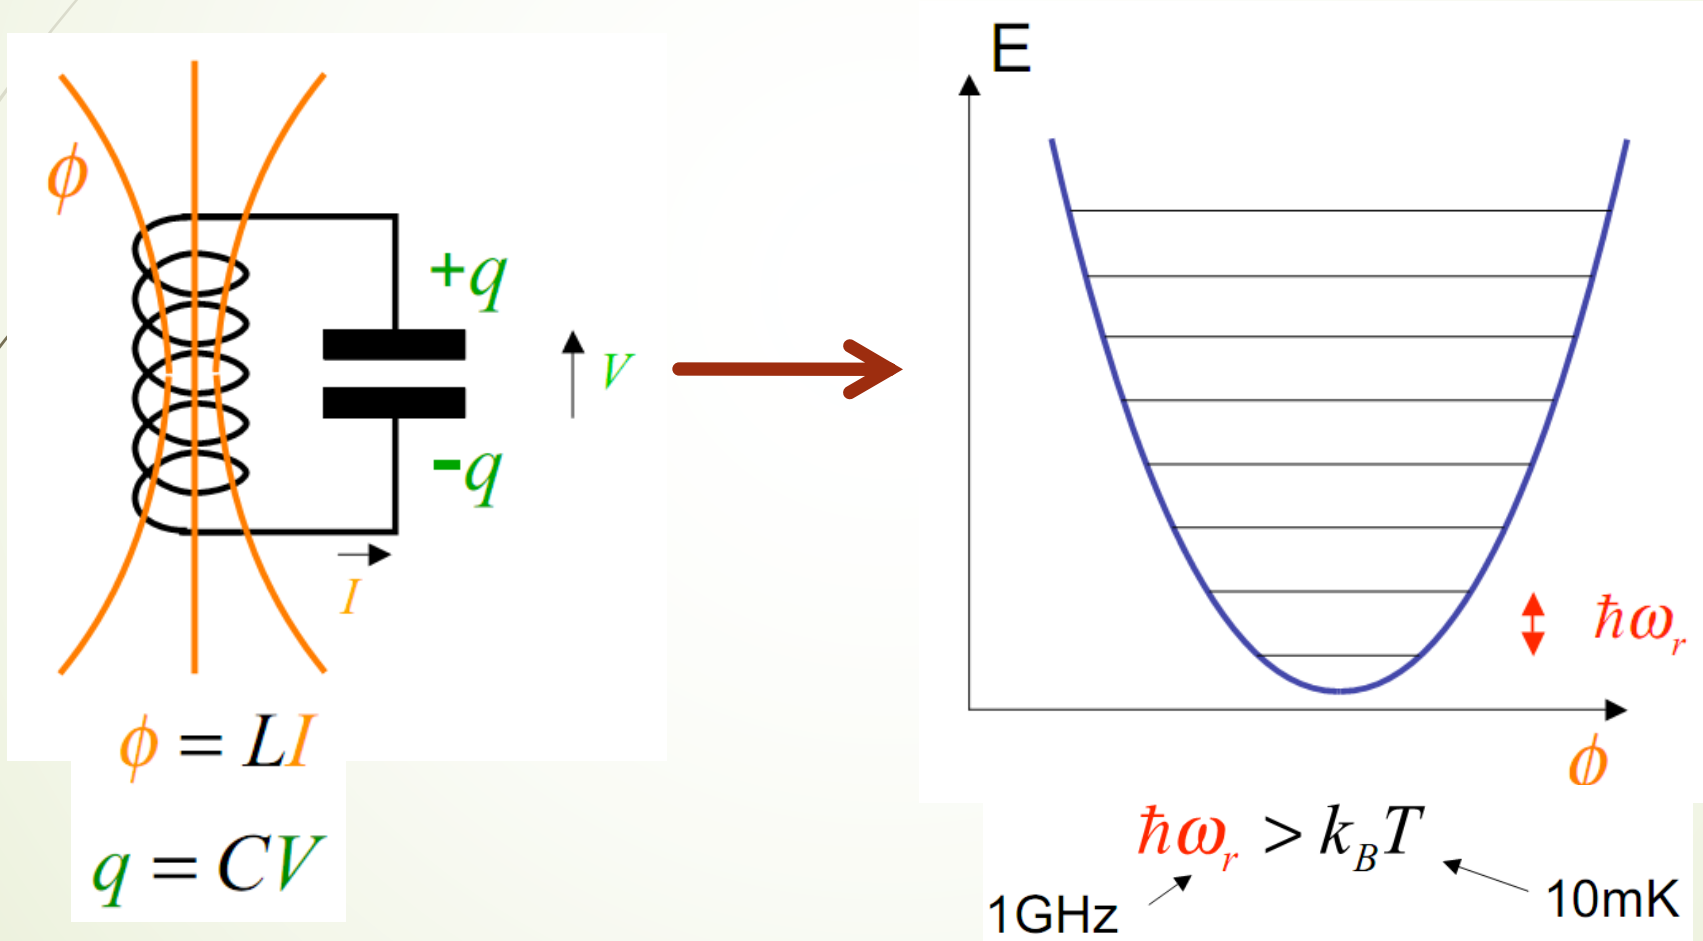 ϕ
+q
V
-q
I
ϕ = LI
q = CV
E
ħω_r
ϕ
ħω_r > k_BT
1GHz
10mK